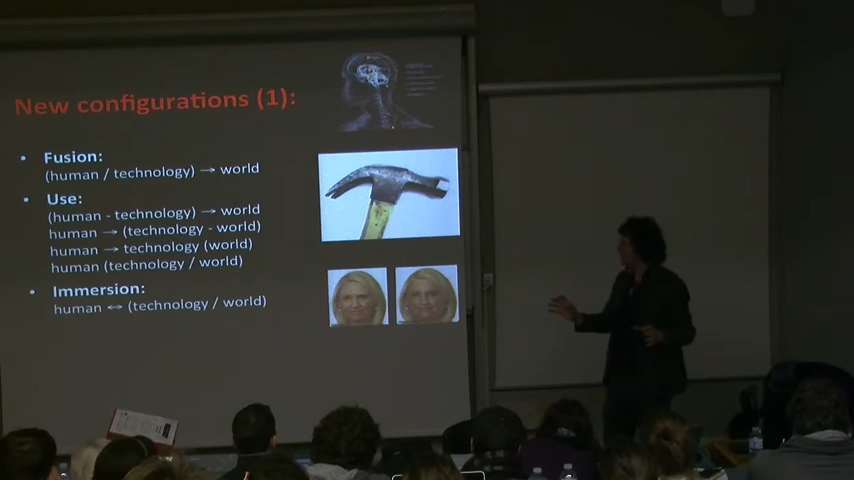 New configurations (1):
• Fusion:
(human / technology) → world
• Use:
(human - technology) → world
human → (technology - world)
human → technology (world)
human (technology / world)
• Immersion:
human ↔ (technology / world)